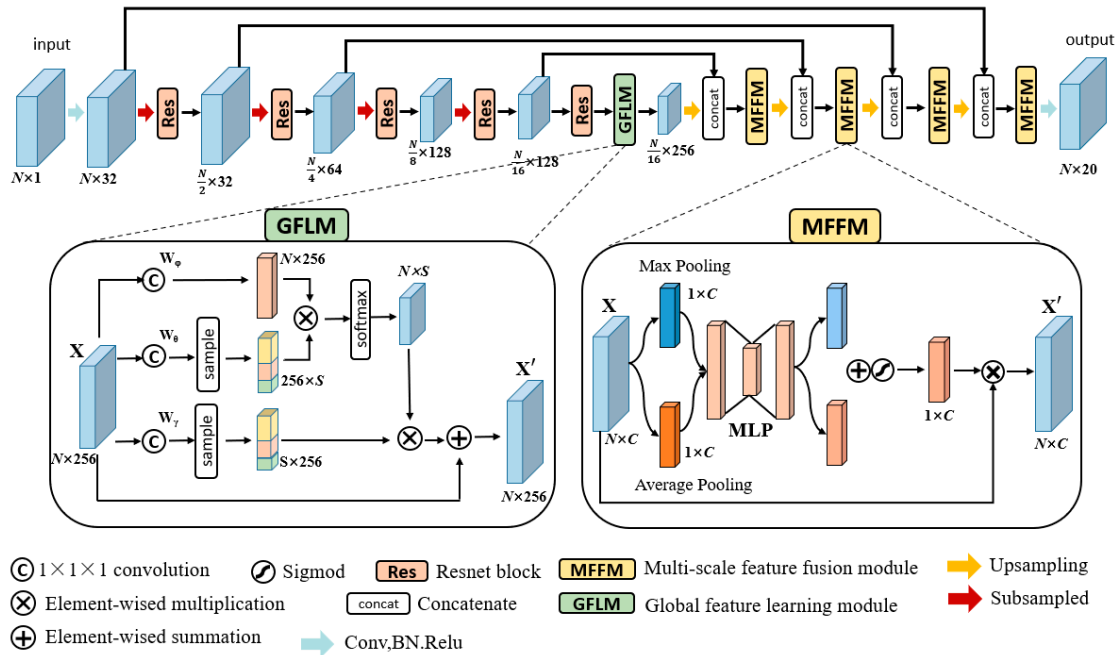 input
output
Res
Res
Res
Res
Res
GFLM
concat
MFFM
concat
MFFM
concat
MFFM
concat
MFFM
N×1
N×32
N/2 ×32
N/4 ×64
N/8 ×128
N/16 ×128
N/16 ×256
N×20
GFLM
X
N×256
C
Wφ
N×256
C
Wθ
sample
256×S
C
Wγ
sample
S×256
softmax
N×S
X′
N×256
MFFM
X
N×C
Max Pooling
1×C
1×C
Average Pooling
MLP
1×C
X′
N×C
C 1×1×1 convolution
Sigmod
Res Resnet block
MFFM Multi-scale feature fusion module
Upsampling
Element-wised multiplication
concat Concatenate
GFLM Global feature learning module
Subsampled
Element-wised summation
Conv,BN.Relu